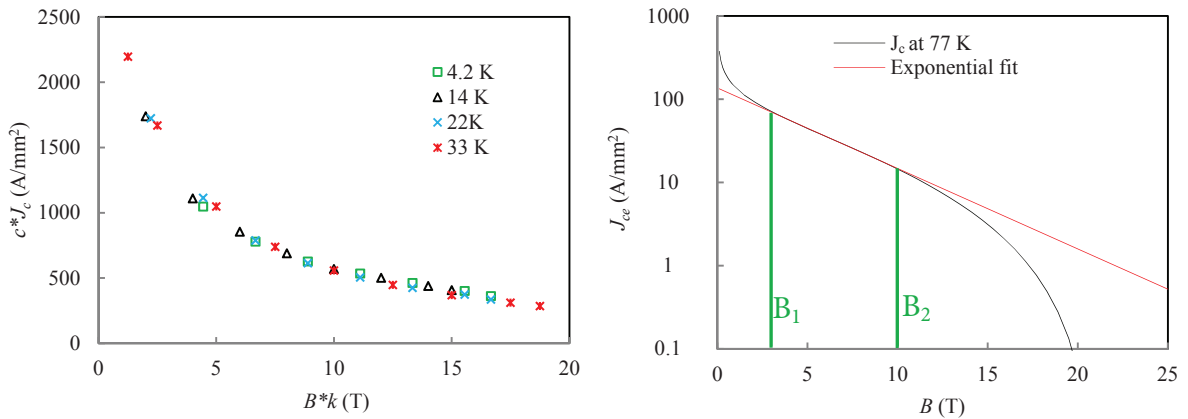 2500
2000
1500
1000
500
0
0
5
10
15
20
c*Jc (A/mm²)
B*k (T)
4.2 K
14 K
22K
33 K
1000
100
10
1
0.1
0
5
10
15
20
25
Jce (A/mm²)
B (T)
Jc at 77 K
Exponential fit
B1
B2